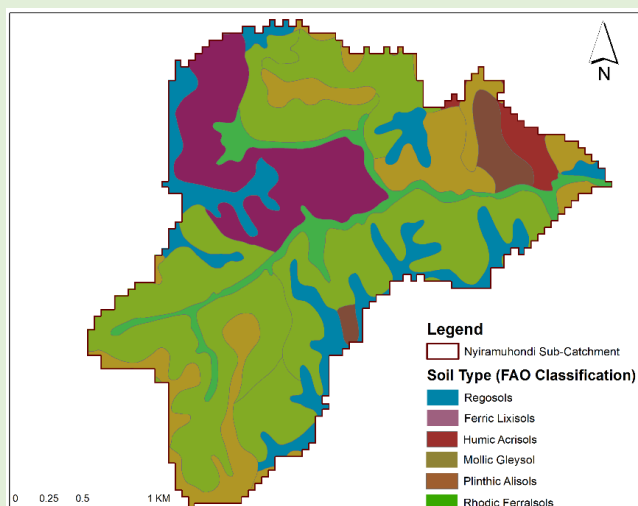 N
Legend
Nyiramuhondi Sub-Catchment
Soil Type (FAO Classification)
Regosols
Ferric Lixisols
Humic Acrisols
Mollic Gleysol
Plinthic Alisols
Rhodic Ferralsols
0 0.25 0.5 1 KM